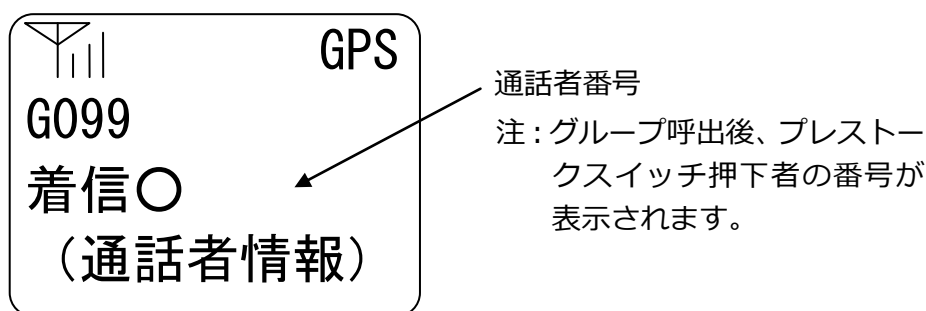 GPS
G099
着信○
（通話者情報）
通話者番号
注：グループ呼出後、プレストー
クスイッチ押下者の番号が
表示されます。